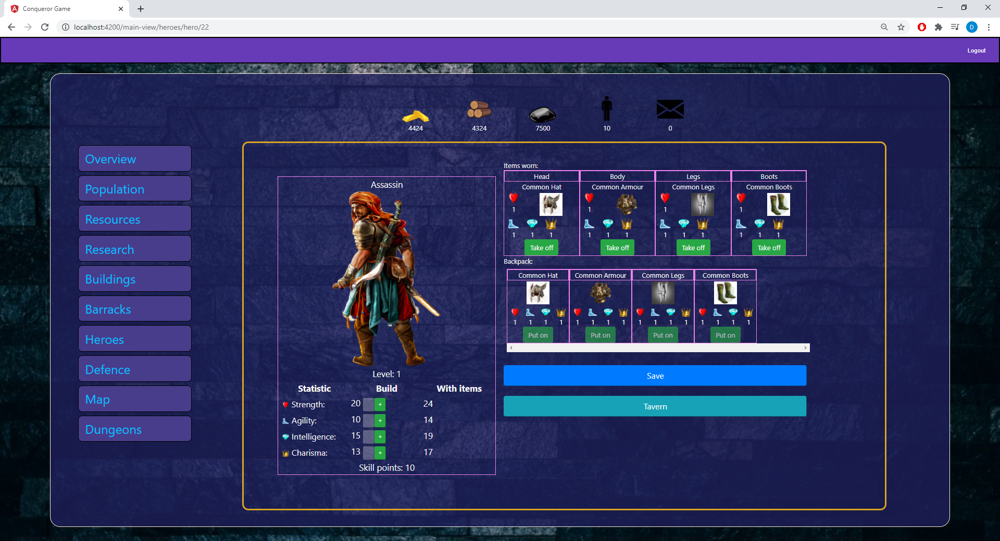 Conqueror Game
localhost:4200/main-view/heroes/hero/22
D
Logout
4424 4324 7500 10 0
Overview
Population
Resources
Research
Buildings
Barracks
Heroes
Defence
Map
Dungeons
Assassin
Level: 1
Statistic Build With items
Strength: 20 - + 24
Agility: 10 - + 14
Intelligence: 15 - + 19
Charisma: 13 - + 17
Skill points: 10
Items worn:
Head Body Legs Boots
Common Hat Common Armour Common Legs Common Boots
1 1 1 1
1 1 1 1 1 1 1 1 1 1 1 1
Take off Take off Take off Take off
Backpack:
Common Hat Common Armour Common Legs Common Boots
1 1 1 1 1 1 1 1 1 1 1 1 1 1 1 1
Put on Put on Put on Put on
Save
Tavern